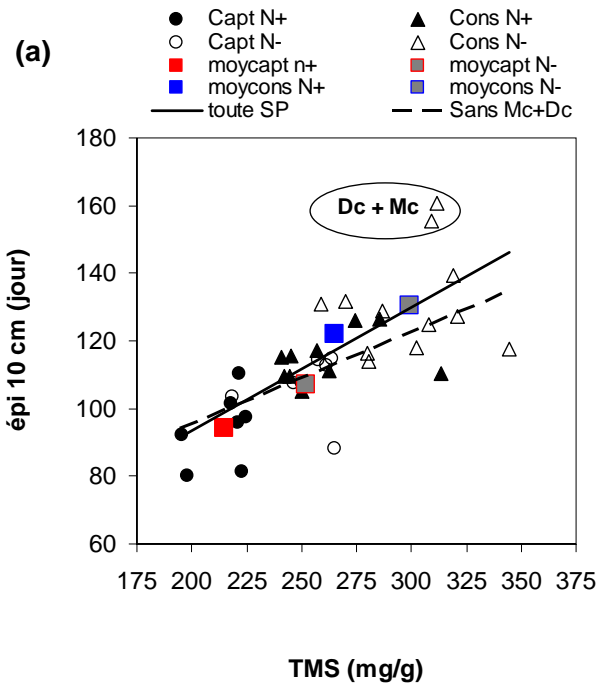 Capt N+ Cons N+
(a) Capt N- Cons N-
moycapt n+ moycapt N-
moycons N+ moycons N-
toute SP Sans Mc+Dc
180
160
140
120
100
80
60
épi 10 cm (jour)
Dc + Mc
175 200 225 250 275 300 325 350 375
TMS (mg/g)